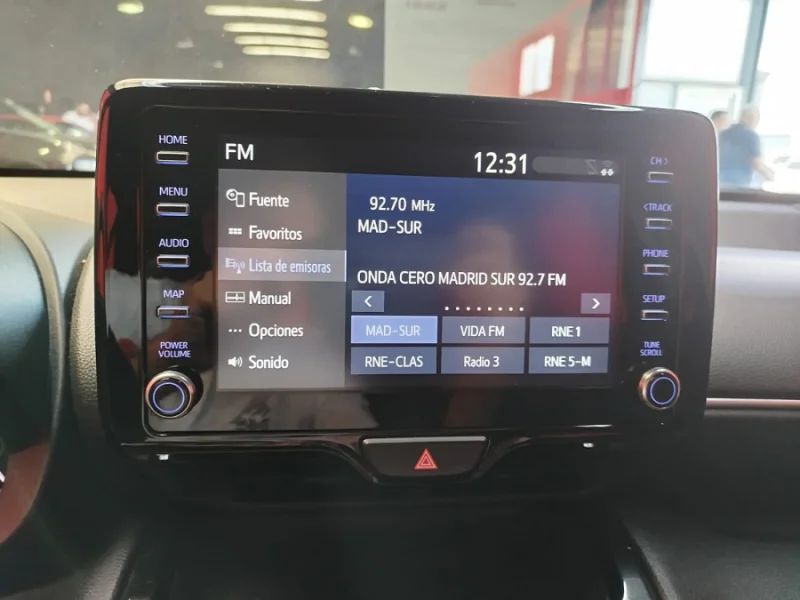 HOME
MENU
AUDIO
MAP
POWER
VOLUME
FM
12:31
Fuente
Favoritos
Lista de emisoras
Manual
Opciones
Sonido
92.70 MHz
MAD-SUR
ONDA CERO MADRID SUR 92.7 FM
< >
MAD-SUR VIDA FM RNE 1
RNE-CLAS Radio 3 RNE 5-M
CH >
< TRACK
PHONE
SETUP
TUNE
SCROLL